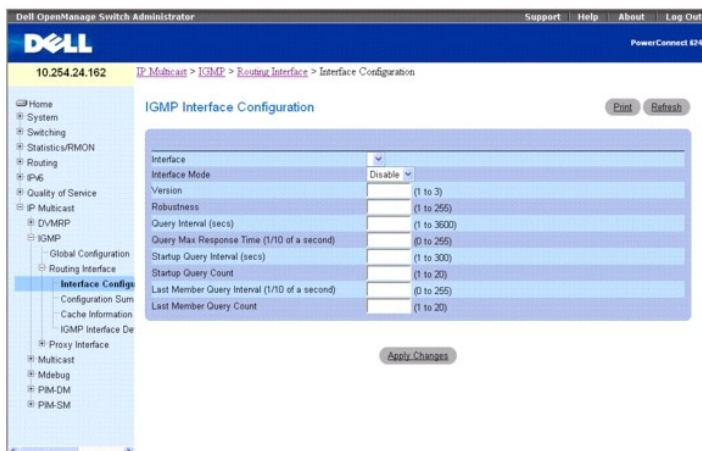 Dell OpenManage Switch Administrator
Support Help About Log Out
DELL
PowerConnect 624
10.254.24.162
IP Multicast > IGMP > Routing Interface > Interface Configuration
Home
System
Switching
Statistics/RMON
Routing
IPv6
Quality of Service
IP Multicast
DVMRP
IGMP
Global Configuration
Routing Interface
Interface Configu
Configuration Sum
Cache Information
IGMP Interface De
Proxy Interface
Multicast
Mdebug
PIM-DM
PIM-SM
IGMP Interface Configuration
Print Refresh
Interface
Interface Mode Disable
Version (1 to 3)
Robustness (1 to 255)
Query Interval (secs) (1 to 3600)
Query Max Response Time (1/10 of a second) (0 to 255)
Startup Query Interval (secs) (1 to 300)
Startup Query Count (1 to 20)
Last Member Query Interval (1/10 of a second) (0 to 255)
Last Member Query Count (1 to 20)
Apply Changes